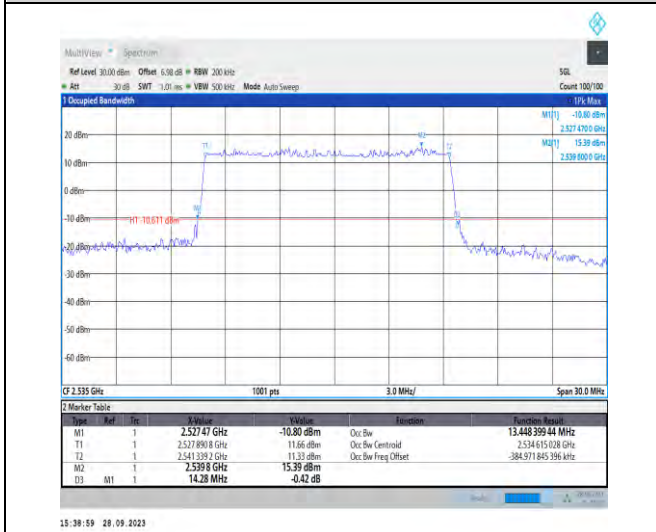 MultiView Spectrum
Ref Level 30.00 dBm Offset 6.98 dB RBW 200 kHz SGL
Att 30 dB SWT 1.01 ms VBW 500 kHz Mode Auto Sweep Count 100/100
1 Occupied Bandwidth 1Pk Max
M1[1] -10.80 dBm
2.527 470 0 GHz
M2[1] 15.39 dBm
2.539 800 0 GHz
20 dBm
M2
T1 T2
10 dBm
0 dBm
-10 dBm
H1 -10.611 dBm
-20 dBm
-30 dBm
-40 dBm
-50 dBm
-60 dBm
CF 2.535 GHz 1001 pts 3.0 MHz/ Span 30.0 MHz
2 Marker Table
Type Ref Trc X-Value Y-Value Function Function Result
M1 1 2.527 47 GHz -10.80 dBm Occ Bw 13.448 399 44 MHz
T1 1 2.527 890 8 GHz 11.66 dBm Occ Bw Centroid 2.534 615 028 GHz
T2 1 2.541 339 2 GHz 11.33 dBm Occ Bw Freq Offset -384.971 845 396 kHz
M2 1 2.539 8 GHz 15.39 dBm
D3 M1 1 14.28 MHz -0.42 dB
15:38:59 28.09.2023